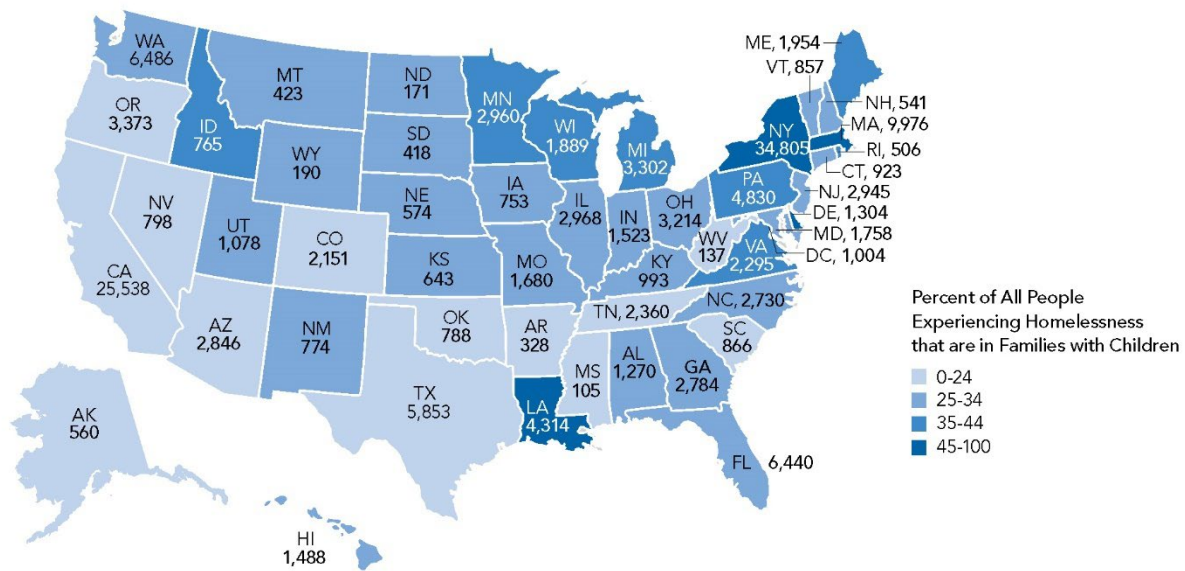 WA
6,486
MT
423
ND
171
MN
2,960
ME, 1,954
VT, 857
NH, 541
MA, 9,976
RI, 506
CT, 923
NJ, 2,945
DE, 1,304
MD, 1,758
DC, 1,004
OR
3,373
ID
765
WY
190
SD
418
WI
1,889
MI
3,302
NY
34,805
PA
4,830
NV
798
UT
1,078
CO
2,151
NE
574
IA
753
IL
2,968
IN
1,523
OH
3,214
WV
137
VA
2,295
CA
25,538
KS
643
MO
1,680
KY
993
NC, 2,730
TN, 2,360
AZ
2,846
NM
774
OK
788
AR
328
SC
866
MS
105
AL
1,270
GA
2,784
TX
5,853
LA
4,314
FL 6,440
AK
560
HI
1,488
Percent of All People
Experiencing Homelessness
that are in Families with Children
0-24
25-34
35-44
45-100